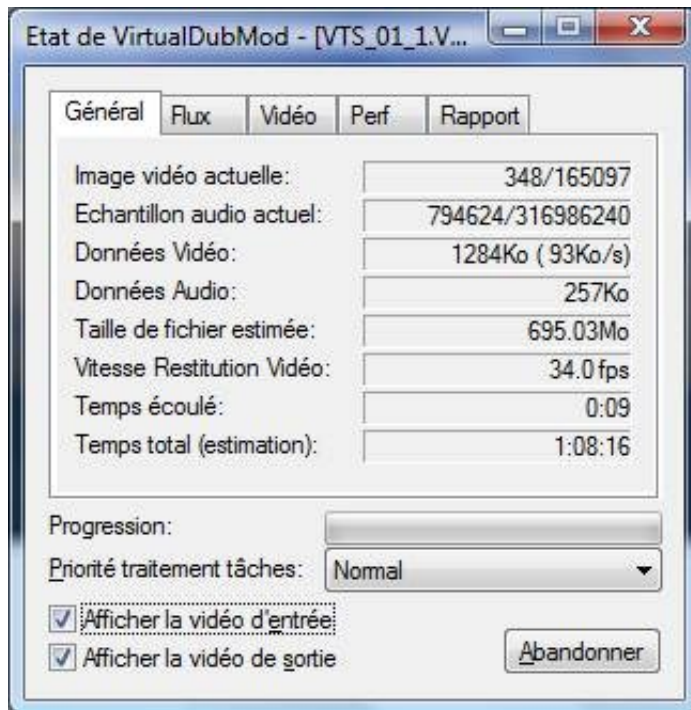 Etat de VirtualDubMod - [VTS_01_1.V...
Général Flux Vidéo Perf Rapport
Image vidéo actuelle: 348/165097
Echantillon audio actuel: 794624/316986240
Données Vidéo: 1284Ko ( 93Ko/s)
Données Audio: 257Ko
Taille de fichier estimée: 695.03Mo
Vitesse Restitution Vidéo: 34.0 fps
Temps écoulé: 0:09
Temps total (estimation): 1:08:16
Progression:
Priorité traitement tâches: Normal
Afficher la vidéo d'entrée
Afficher la vidéo de sortie
Abandonner